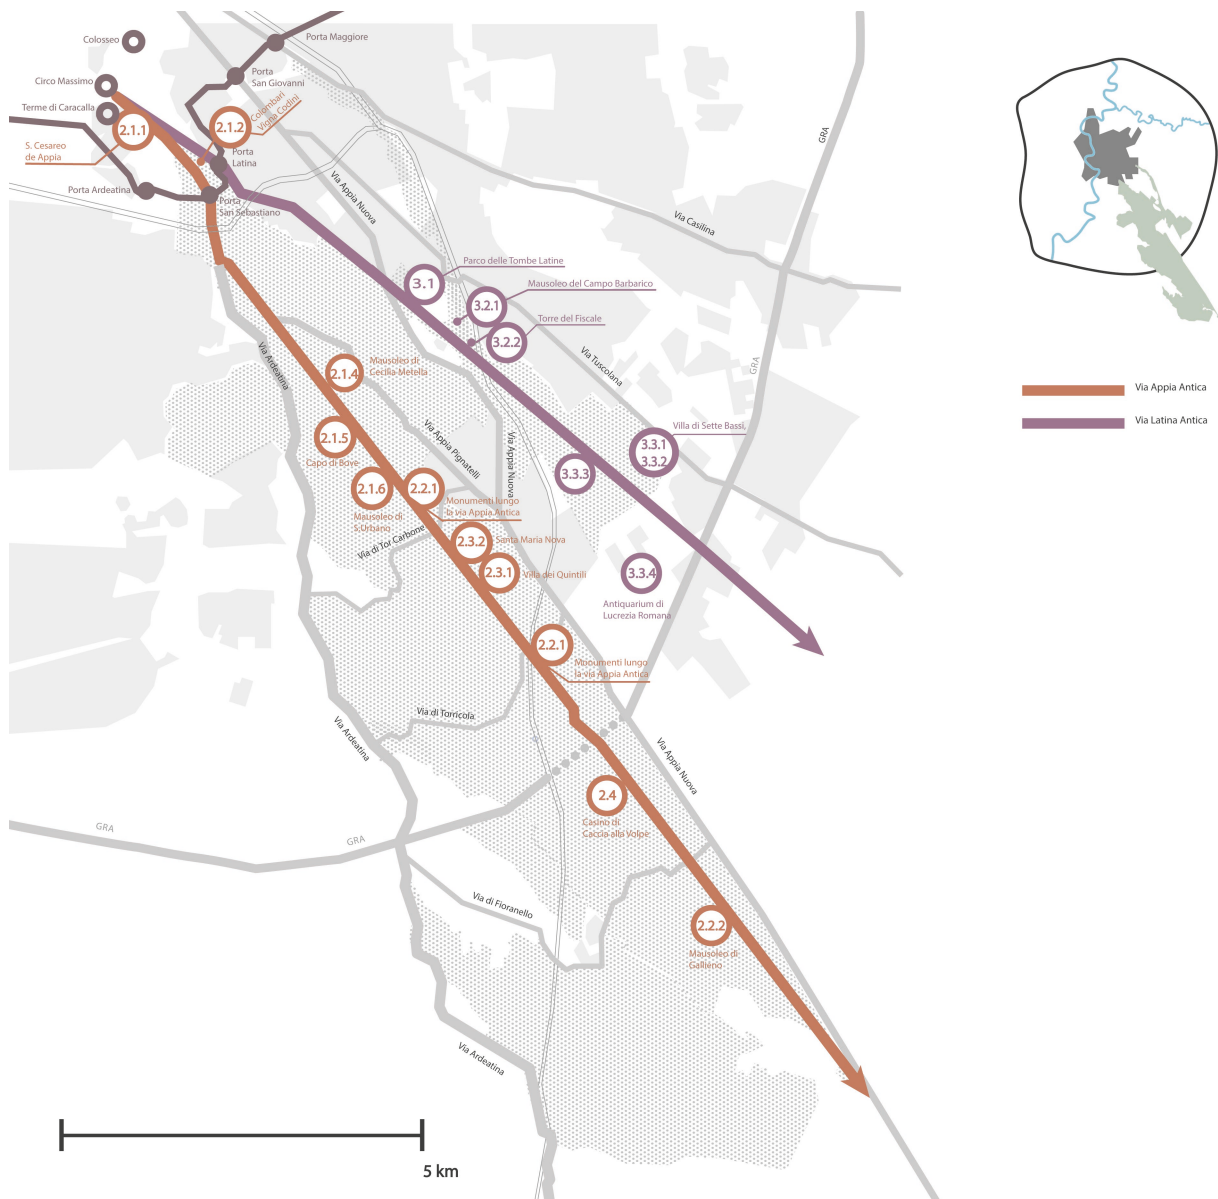 Colosseo
Porta Maggiore
Circo Massimo
Porta
San Giovanni
Terme di Caracalla
2.1.1
2.1.2
Colombari
Vigna Codini
S. Cesareo
de Appia
Porta
Latina
Porta Ardeatina
Porta
San Sebastiano
Via Appia Nuova
GRA
Via Casilina
Parco delle Tombe Latine
3.1
Mausoleo del Campo Barbarico
3.2.1
Torre del Fiscale
3.2.2
Via Ardeatina
Via Tuscolana
GRA
2.1.4
Mausoleo di
Cecilia Metella
Via Appia Antica
Via Latina Antica
2.1.5
Capo di Bove
Via Appia Pignatelli
Via Appia Nuova
Villa di Sette Bassi,
3.3.1
3.3.2
3.3.3
2.1.6
Mausoleo di
S.Urbano
2.2.1
Monumenti lungo
la via Appia Antica
Via di Tor Carbone
2.3.2
Santa Maria Nova
2.3.1
Villa dei Quintili
3.3.4
Antiquarium di
Lucrezia Romana
2.2.1
Monumenti lungo
la via Appia Antica
Via di Torricola
Via Ardeatina
Via Appia Nuova
2.4
Casino di
Caccia alla Volpe
GRA
GRA
Via di Fioranello
2.2.2
Mausoleo di
Gallieno
Via Ardeatina
5 km